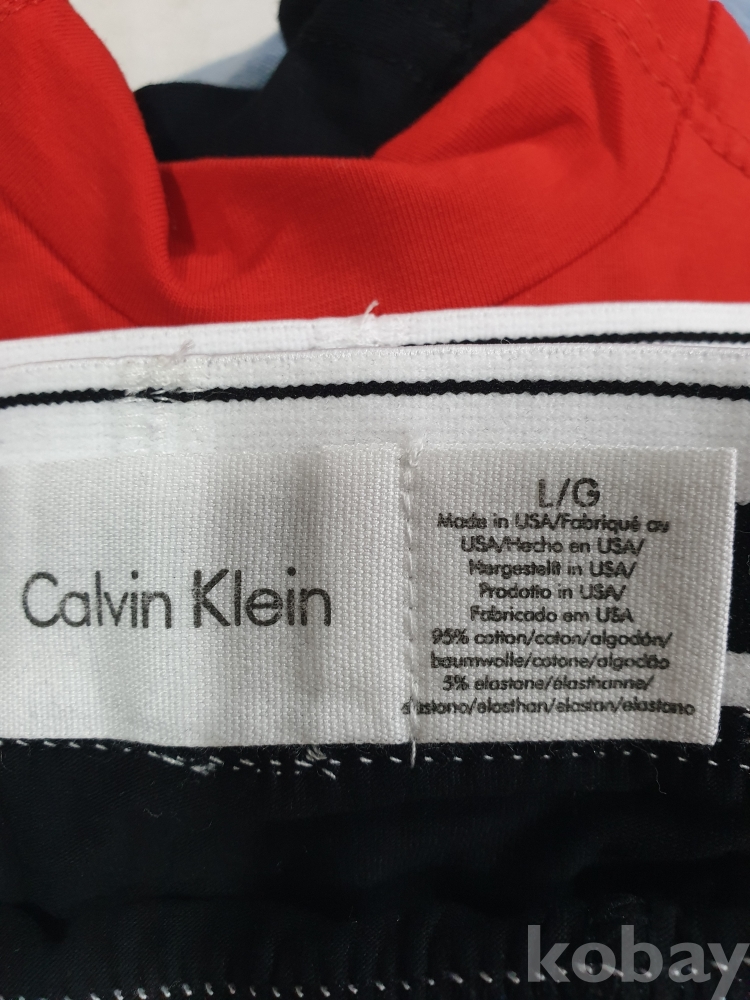 Calvin Klein
L/G
Made in USA/Fabriqué au
USA/Hecho en USA/
Hergestellt in USA/
Prodotto in USA/
Fabricado em USA
95% cotton/coton/algodón/
baumwolle/cotone/algodão
5% elastane/élasthanne/
elastano/elasthan/elastan/elastano
kobay